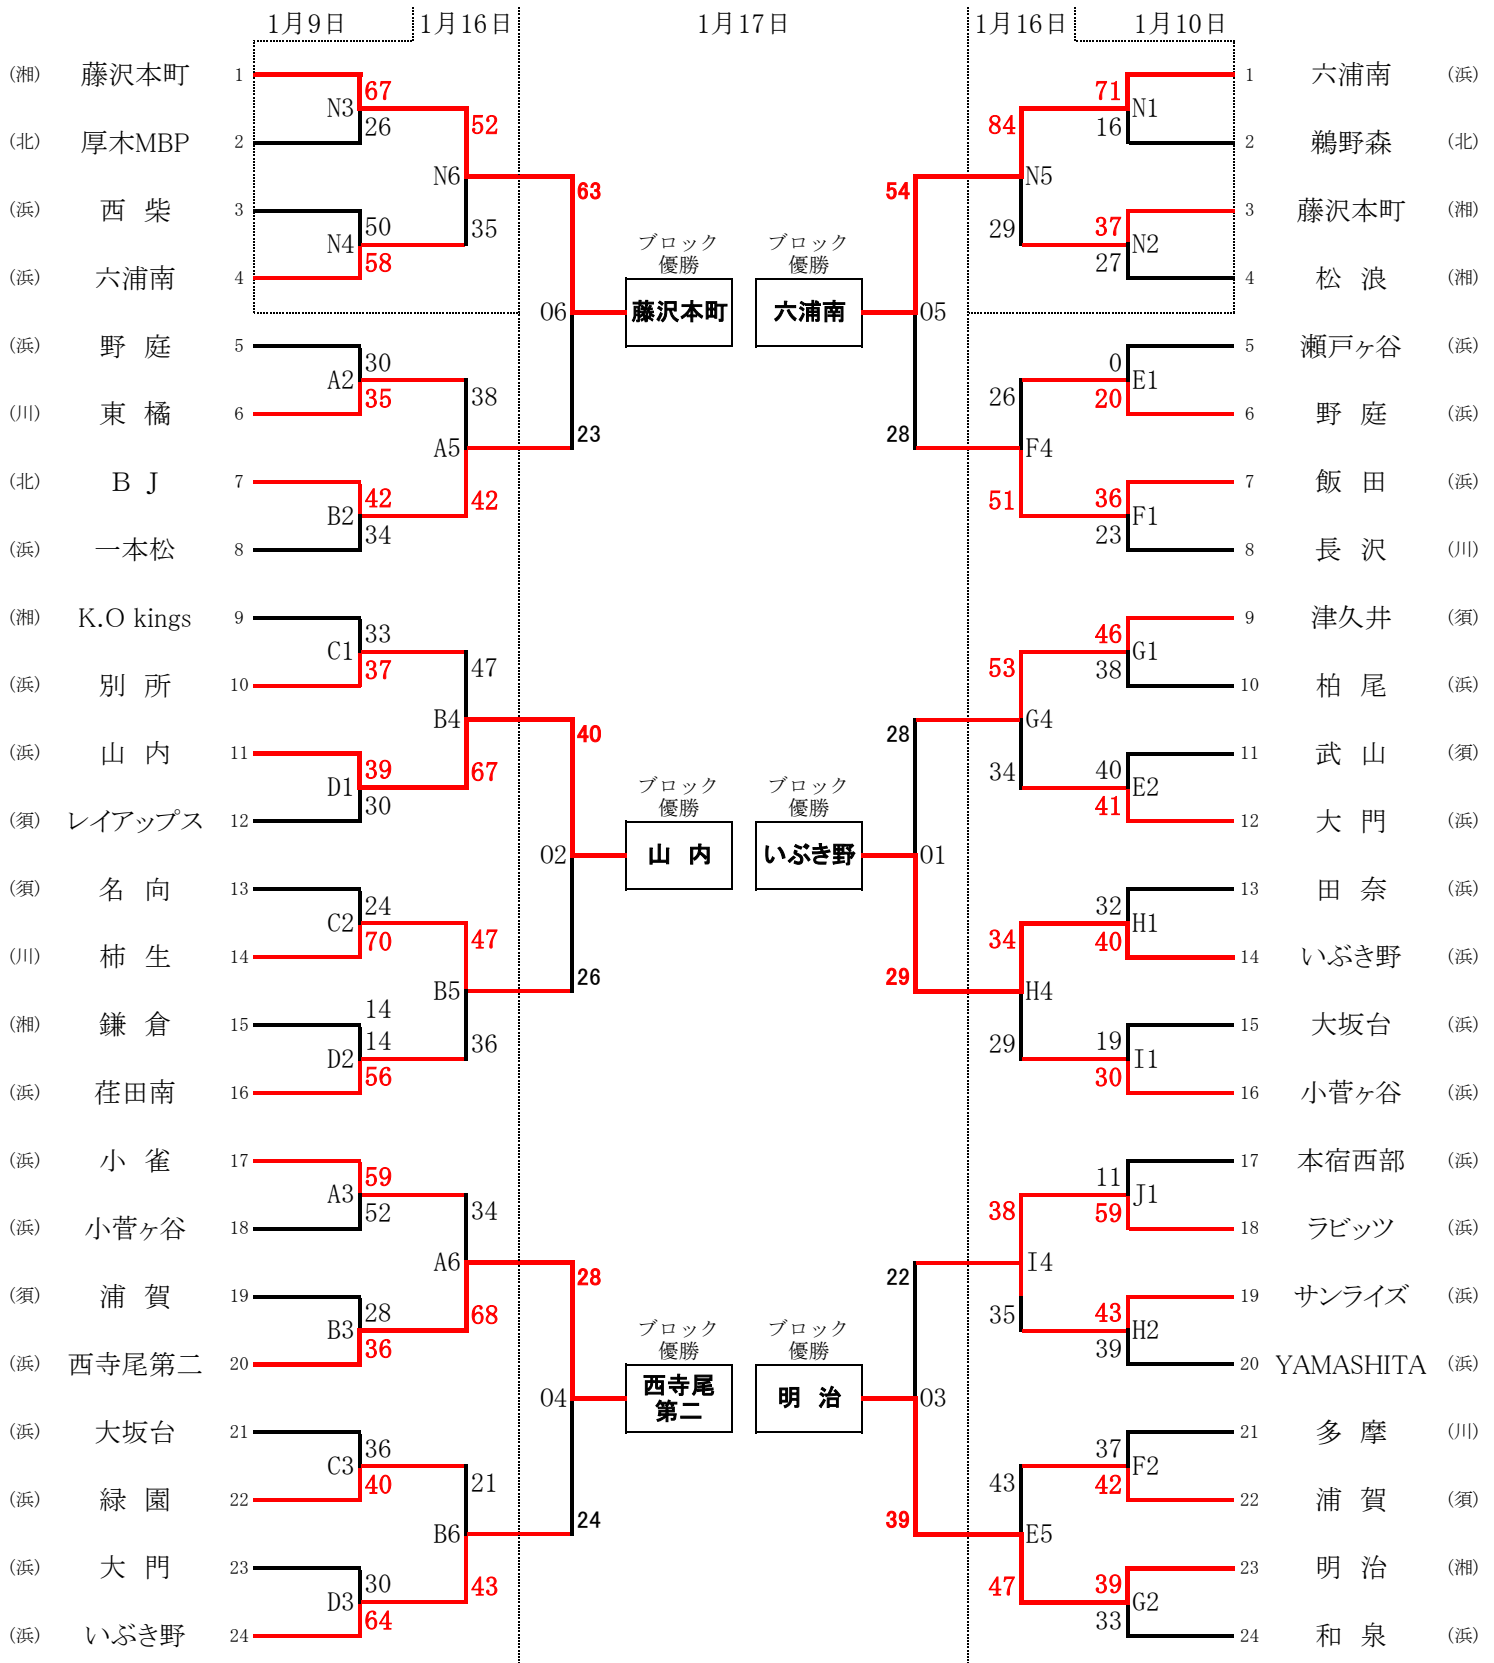 1月9日 1月16日 1月17日 1月16日 1月10日
(湘) 藤沢本町 1 67 71 1 六浦南 (浜)
N3 N1
26 52 84 16
(北) 厚木MBP 2 2 鵜野森 (北)
N6 63 54 N5
(浜) 西 柴 3 3 藤沢本町 (湘)
50 35 29 37
N4 ブロック ブロック N2
58 優勝 優勝 27
(浜) 六浦南 4 4 松 浪 (湘)
O6 藤沢本町 六浦南 O5
(浜) 野 庭 5 5 瀬戸ヶ谷 (浜)
30 0
A2 E1
35 38 26 20
(川) 東 橘 6 6 野 庭 (浜)
A5 23 28 F4
(北) B J 7 7 飯 田 (浜)
42 42 51 36
B2 F1
34 23
(浜) 一本松 8 8 長 沢 (川)
(湘) K.O kings 9 9 津久井 (須)
33 46
C1 G1
37 47 53 38
(浜) 別 所 10 10 柏 尾 (浜)
B4 40 28 G4
(浜) 山 内 11 11 武 山 (須)
39 67 34 40
D1 ブロック ブロック E2
30 優勝 優勝 41
(須) レイアップス 12 12 大 門 (浜)
O2 山 内 いぶき野 O1
(須) 名 向 13 13 田 奈 (浜)
24 32
C2 H1
70 47 34 40
(川) 柿 生 14 14 いぶき野 (浜)
B5 26 29 H4
14
(湘) 鎌 倉 15 15 大坂台 (浜)
14 36 29 19
D2 I1
56 30
(浜) 荏田南 16 16 小菅ヶ谷 (浜)
(浜) 小 雀 17 17 本宿西部 (浜)
59 11
A3 J1
52 34 38 59
(浜) 小菅ヶ谷 18 18 ラビッツ (浜)
A6 28 22 I4
(須) 浦 賀 19 19 サンライズ (浜)
28 68 35 43
B3 ブロック ブロック H2
36 優勝 優勝 39
(浜) 西寺尾第二 20 20 YAMASHITA (浜)
O4 西寺尾 明 治 O3
第二
(浜) 大坂台 21 21 多 摩 (川)
36 37
C3 F2
40 21 43 42
(浜) 緑 園 22 22 浦 賀 (須)
B6 24 39 E5
(浜) 大 門 23 23 明 治 (湘)
30 43 47 39
D3 G2
64 33
(浜) いぶき野 24 24 和 泉 (浜)